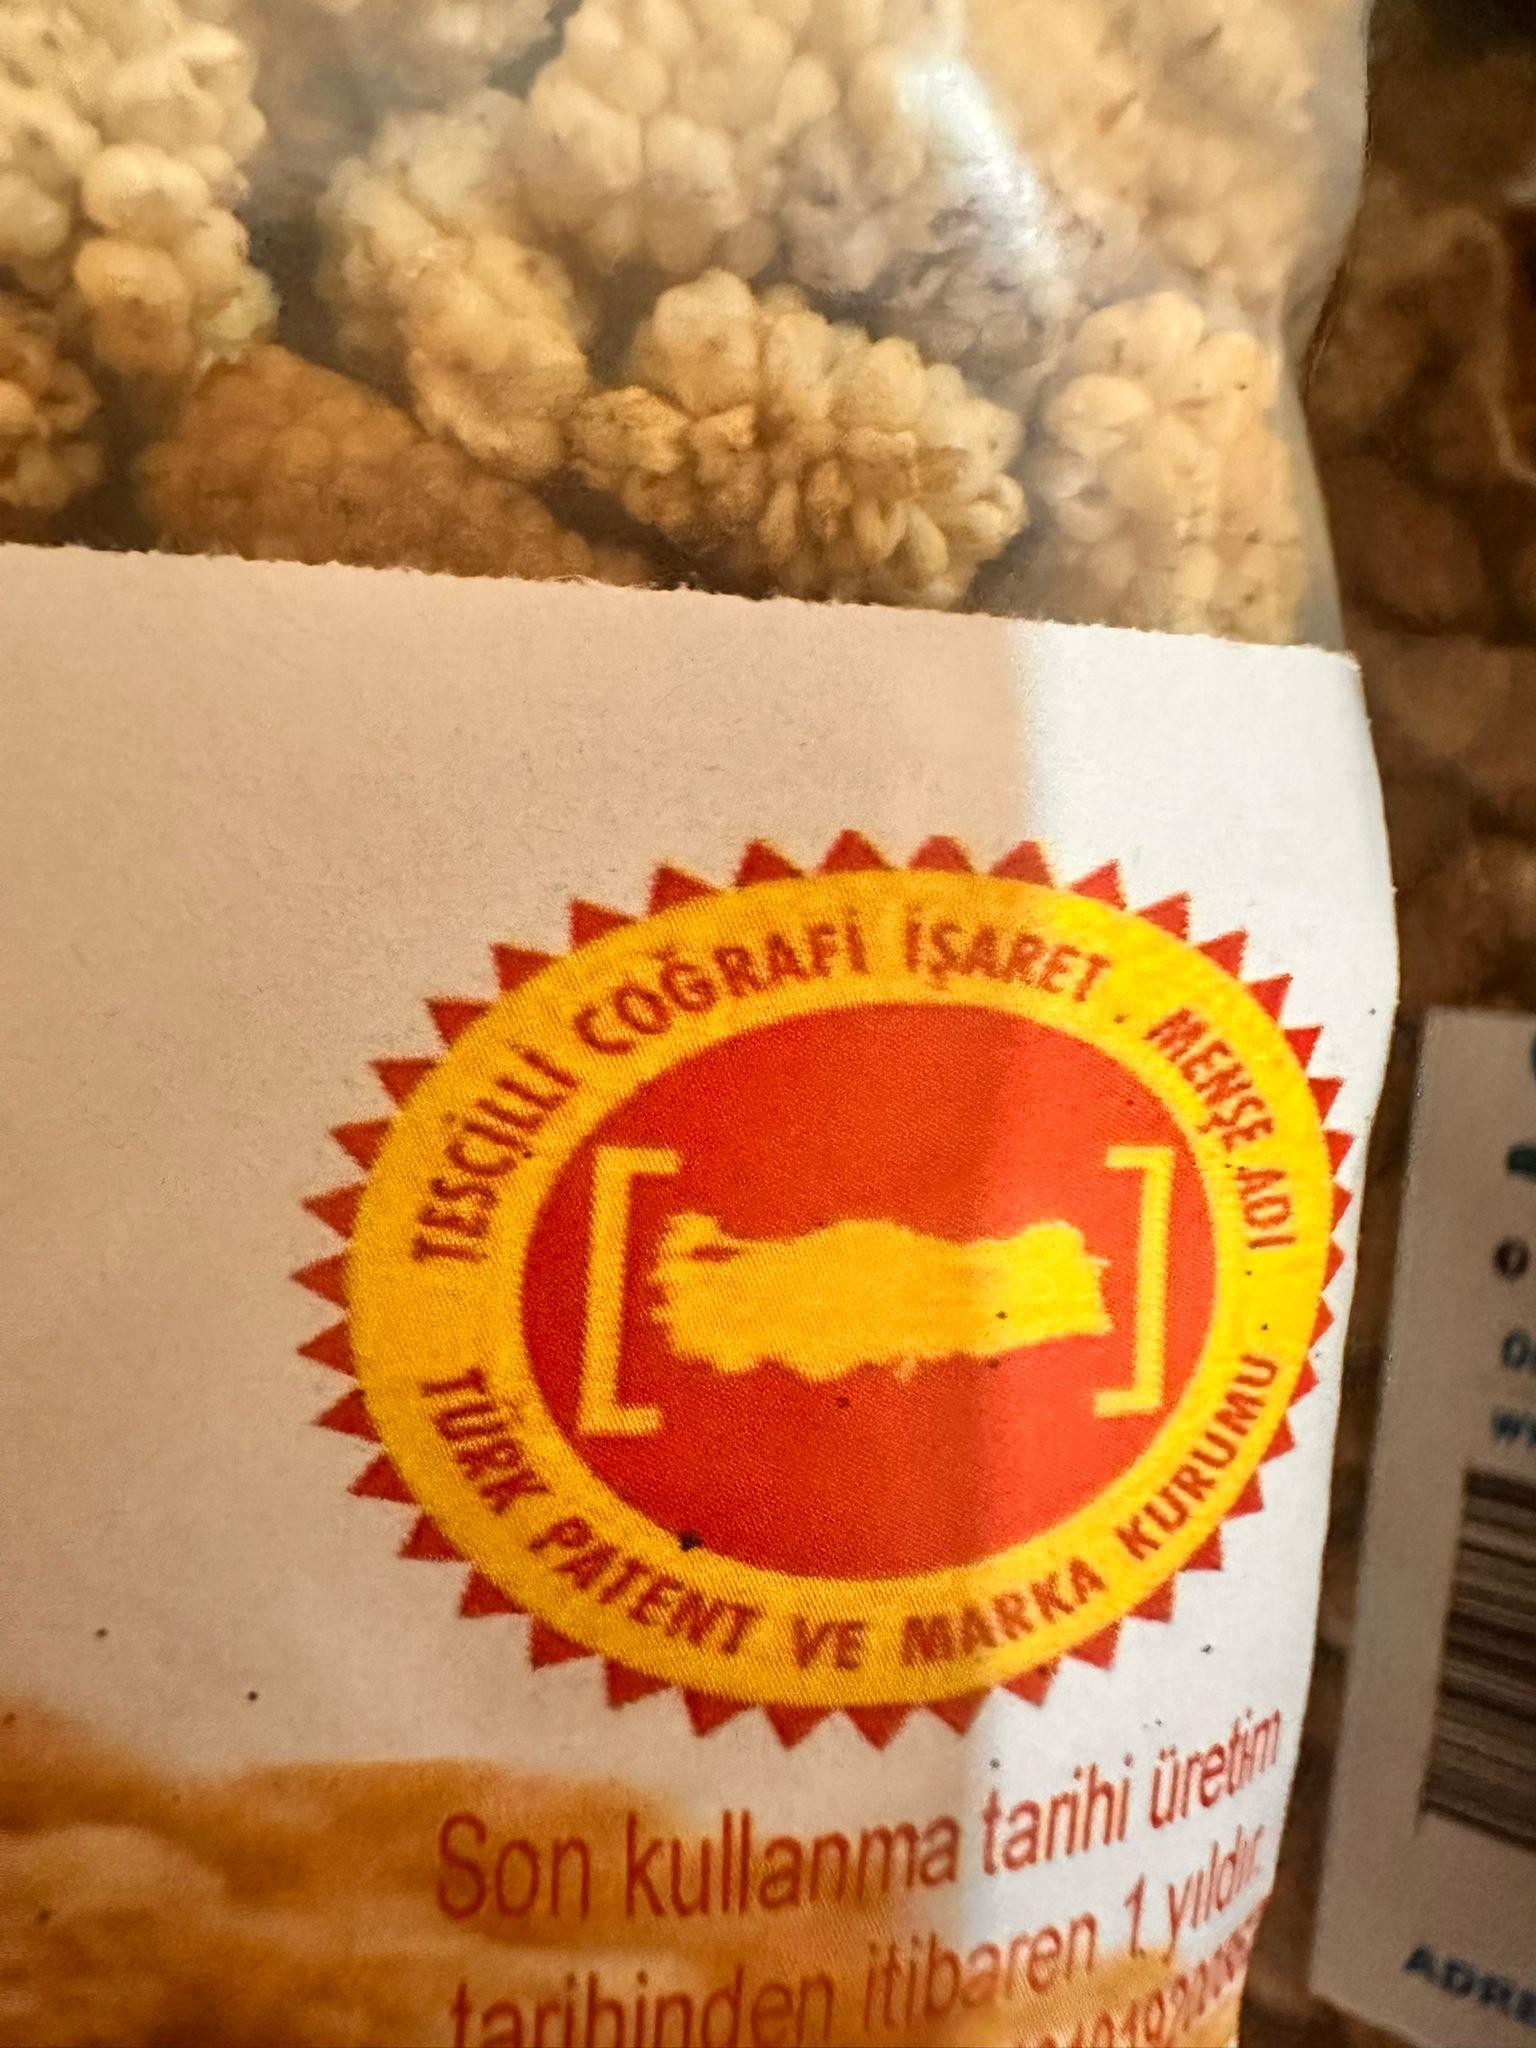 TESCİLLİ COĞRAFİ İŞARET . MENŞE ADI
TÜRK PATENT VE MARKA KURUMU
Son kullanma tarihi üretim
tarihinden itibaren 1 yıldır.
ADRE